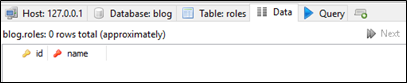 Host: 127.0.0.1 Database: blog Table: roles Data Query
blog.roles: 0 rows total (approximately) Next
id name